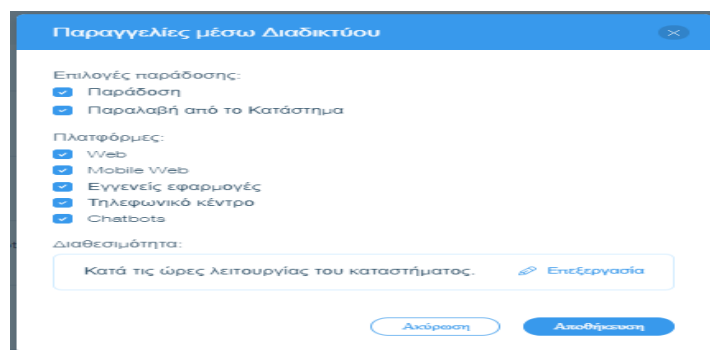 Παραγγελίες μέσω Διαδικτύου
Επιλογές παράδοσης:
Παράδοση
Παραλαβή από το Κατάστημα
Πλατφόρμες:
Web
Mobile Web
Εγγενείς εφαρμογές
Τηλεφωνικό κέντρο
Chatbots
Διαθεσιμότητα:
Κατά τις ώρες λειτουργίας του καταστήματος. Επεξεργασία
Ακύρωση Αποθήκευση